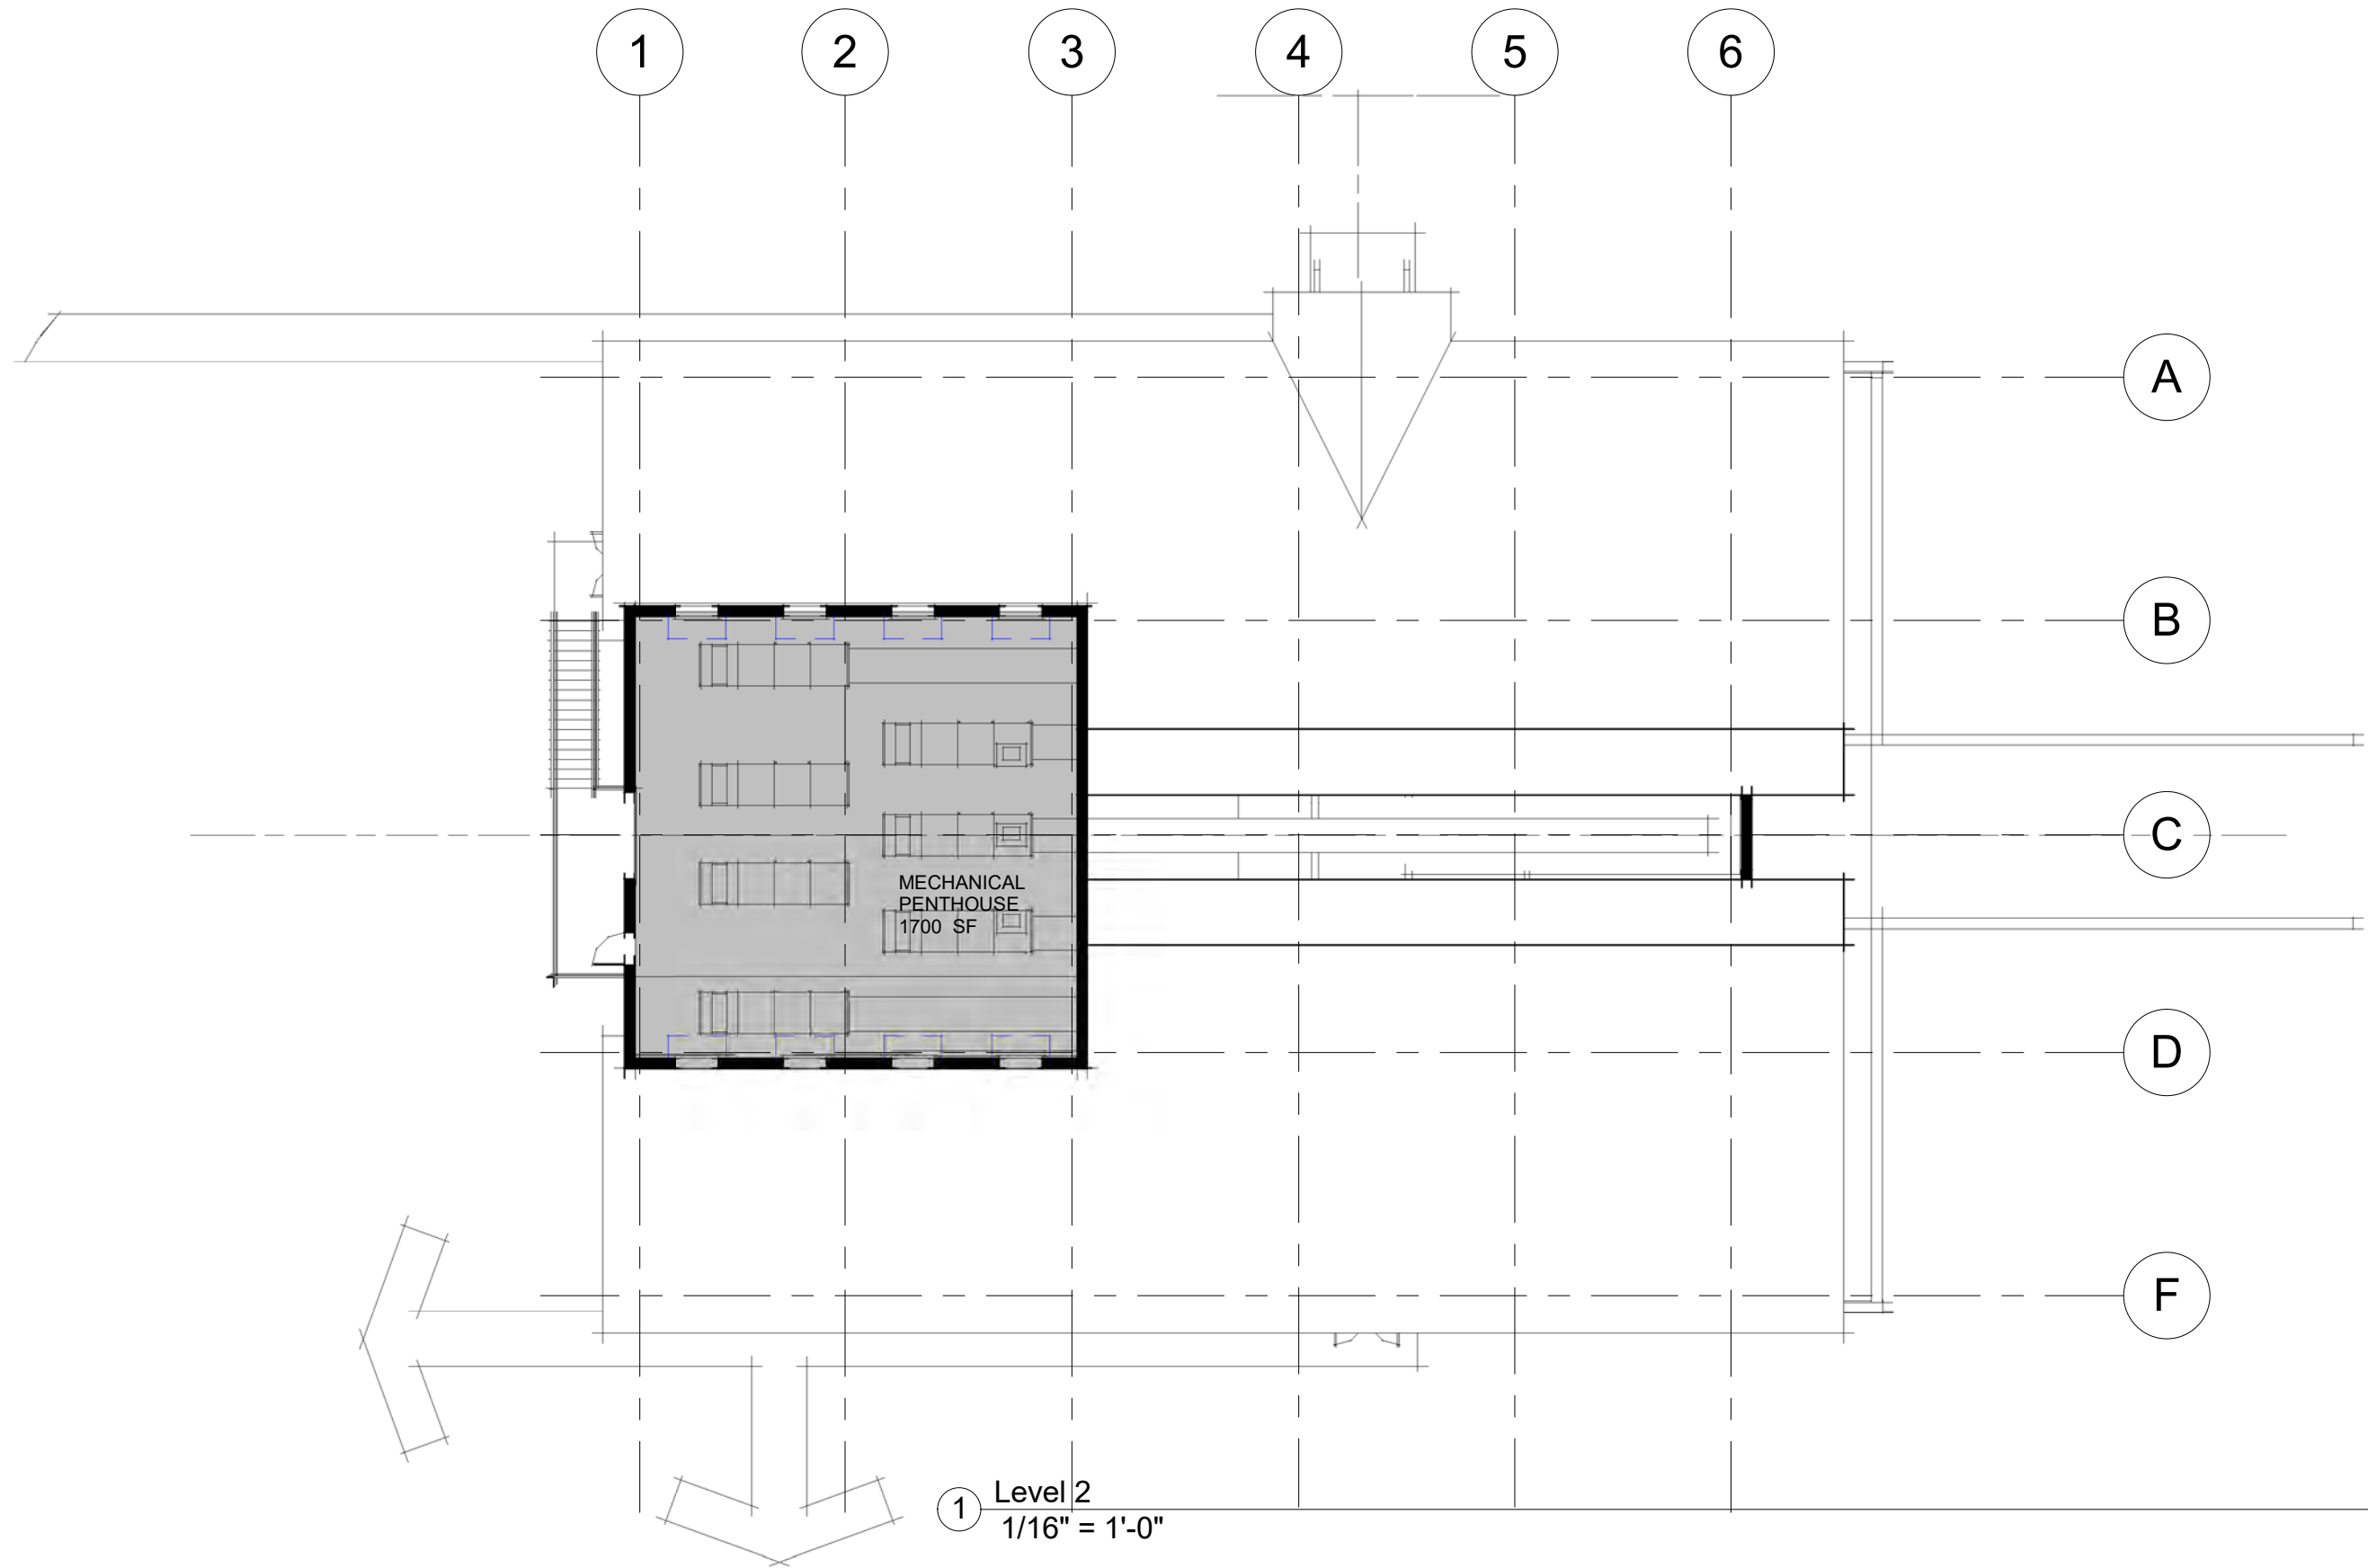 1
2
3
4
5
6
A
B
C
D
F
MECHANICAL
PENTHOUSE
1700 SF
1
Level 2
1/16" = 1'-0"